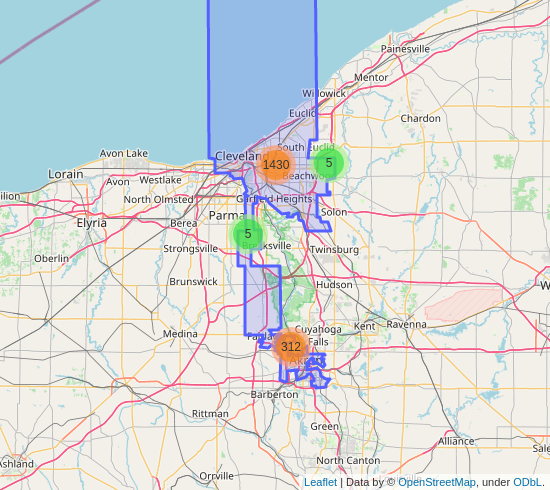 Painesville
Mentor
Willowick
Chardon
Euclid
South Euclid
Cleveland
1430
5
Avon Lake
Beachwo
Lorain
Avon
Westlake
North Olmsted
Garfield Heights
Elyria
Parma
Solon
Berea
5
Oberlin
Strongsville
Twinsburg
Brunswick
Hudson
Medina
Cuyahoga
Falls
Kent
Ravenna
312
Barberton
Rittman
Green
Alliance
Ashland
North Canton
Orrville
Leaflet | Data by © OpenStreetMap, under ODbL.